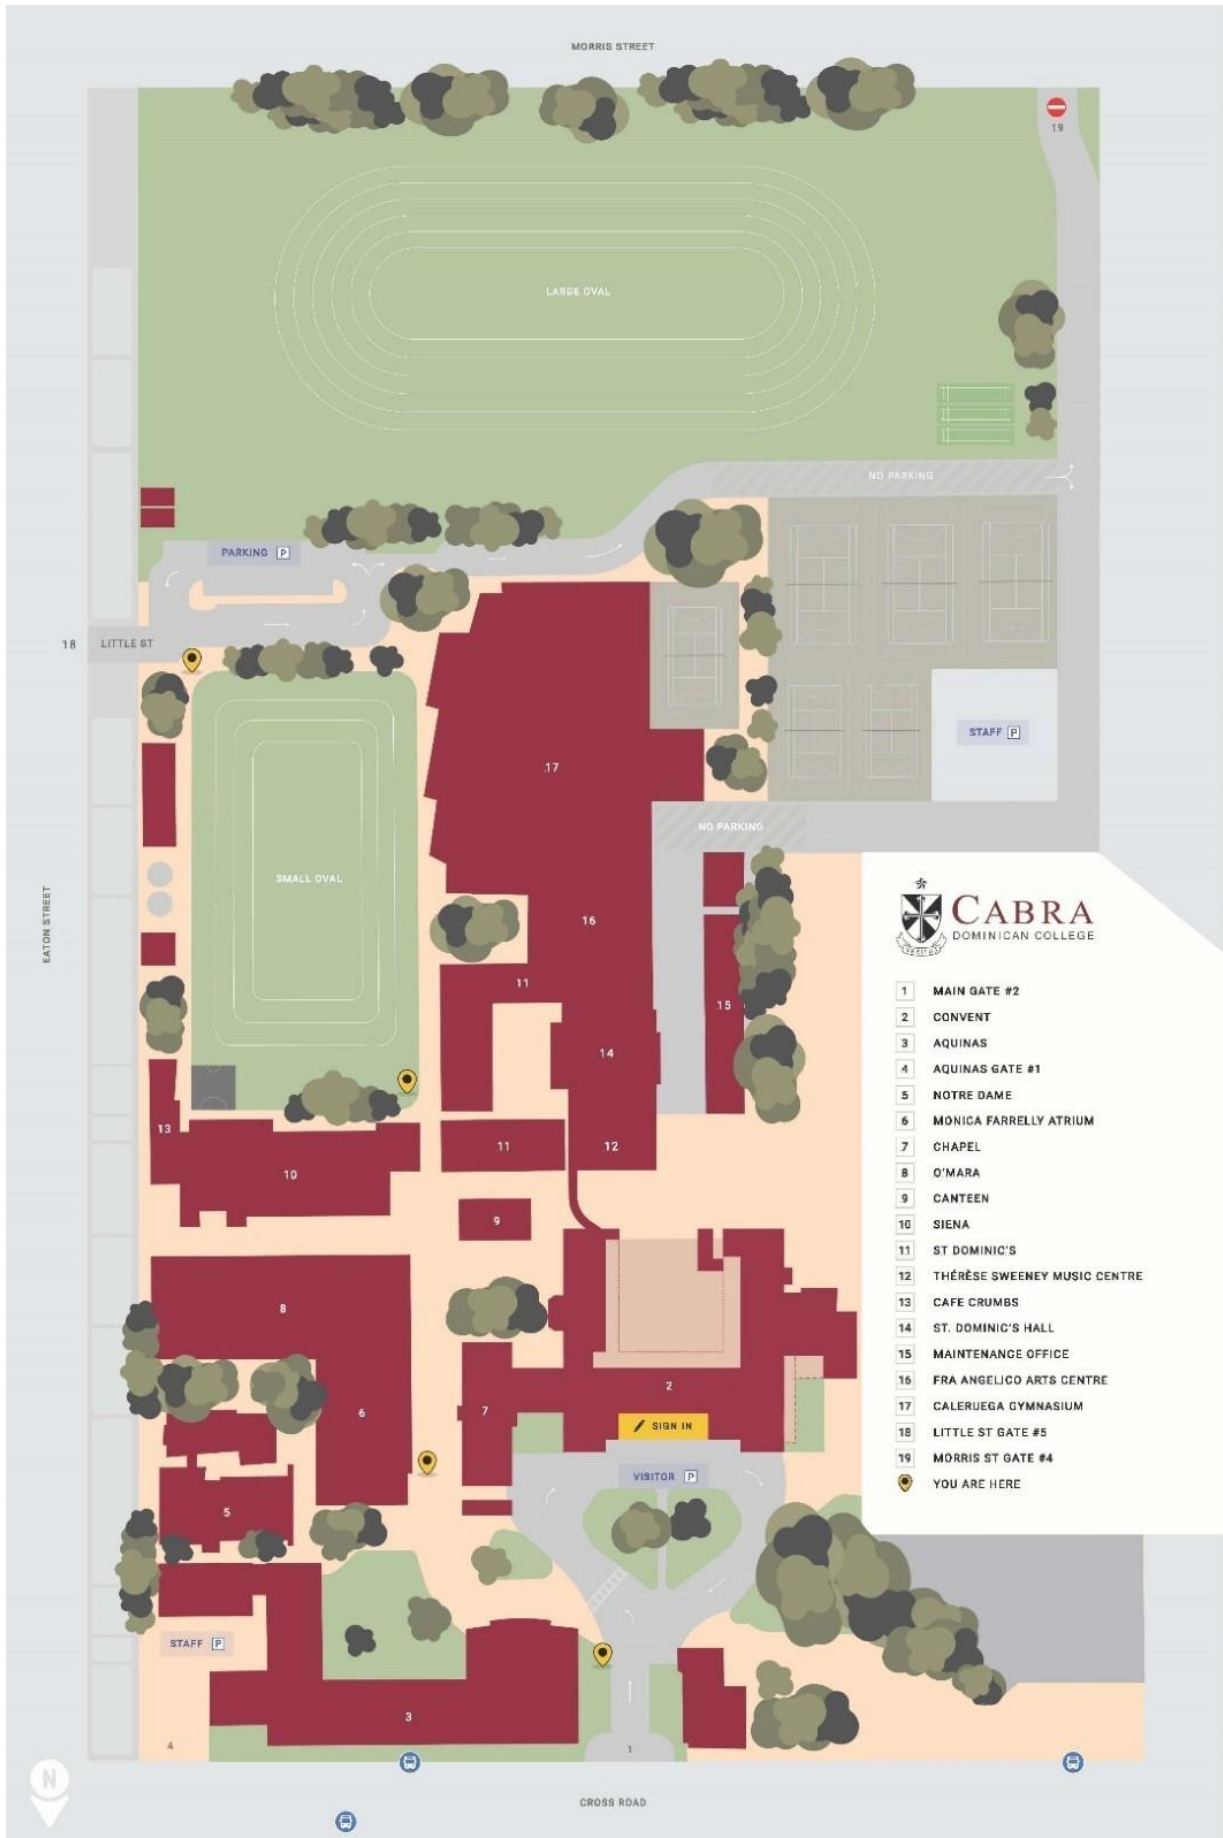 MORRIS STREET
19
LARGE OVAL
NO PARKING
PARKING P
18 LITTLE ST
STAFF P
17
NO PARKING
SMALL OVAL
EATON STREET
16
11
15
14
13
11
12
10
9
8
2
6
7
SIGN IN
VISITOR P
5
STAFF P
3
4
1
N
CROSS ROAD
CABRA
DOMINICAN COLLEGE
VERITAS
1 MAIN GATE #2
2 CONVENT
3 AQUINAS
4 AQUINAS GATE #1
5 NOTRE DAME
6 MONICA FARRELLY ATRIUM
7 CHAPEL
8 O'MARA
9 CANTEEN
10 SIENA
11 ST DOMINIC'S
12 THÉRÈSE SWEENEY MUSIC CENTRE
13 CAFE CRUMBS
14 ST. DOMINIC'S HALL
15 MAINTENANCE OFFICE
16 FRA ANGELICO ARTS CENTRE
17 CALERUEGA GYMNASIUM
18 LITTLE ST GATE #5
19 MORRIS ST GATE #4
YOU ARE HERE